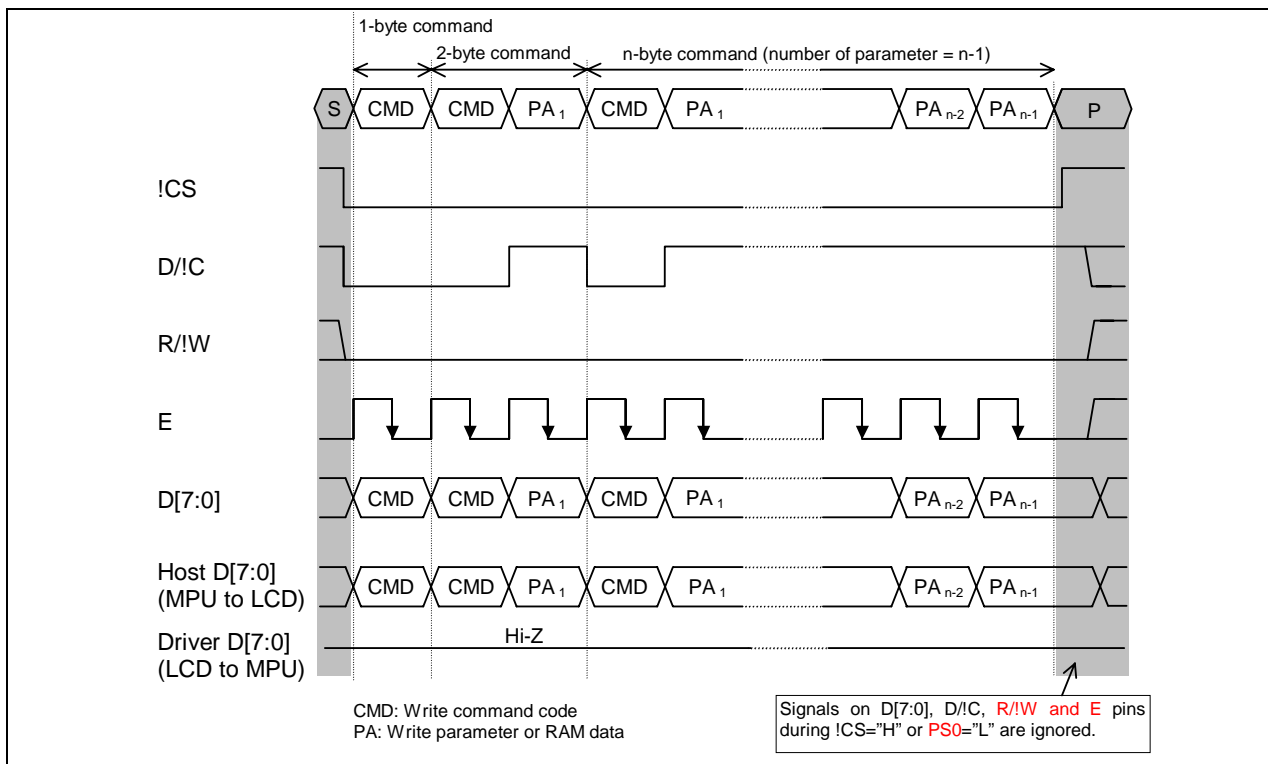 1-byte command
2-byte command
n-byte command (number of parameter = n-1)
S CMD CMD PA 1 CMD PA 1 PA n-2 PA n-1 P
!CS
D/!C
R/!W
E
D[7:0] CMD CMD PA 1 CMD PA 1 PA n-2 PA n-1
Host D[7:0]
(MPU to LCD)
CMD CMD PA 1 CMD PA 1 PA n-2 PA n-1
Driver D[7:0]
(LCD to MPU)
Hi-Z
CMD: Write command code
PA: Write parameter or RAM data
Signals on D[7:0], D/!C, R/!W and E pins
during !CS="H" or PS0="L" are ignored.